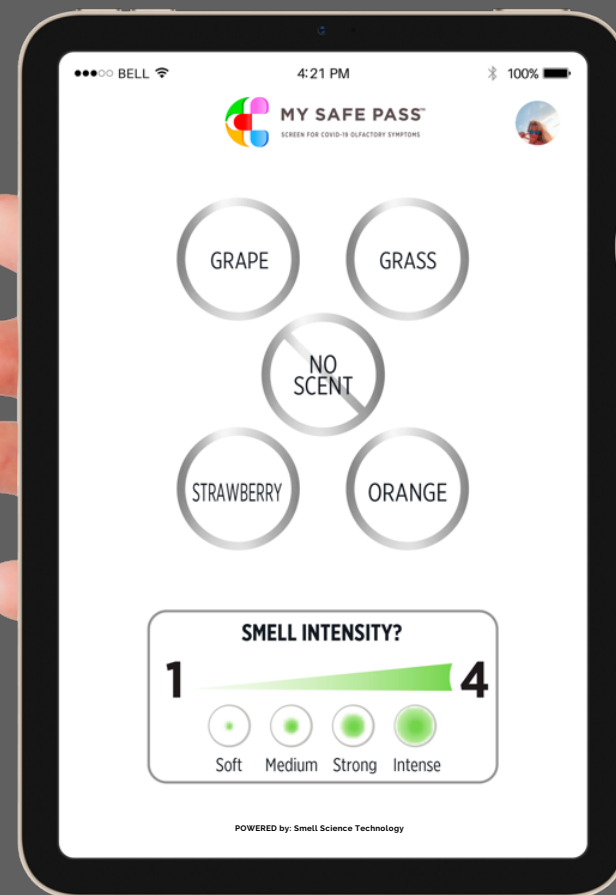 BELL
4:21 PM
100%
MY SAFE PASS™
SCREEN FOR COVID-19 OLFACTORY SYMPTOMS
GRAPE
GRASS
NO
SCENT
STRAWBERRY
ORANGE
SMELL INTENSITY?
1
4
Soft
Medium
Strong
Intense
POWERED by: Smell Science Technology